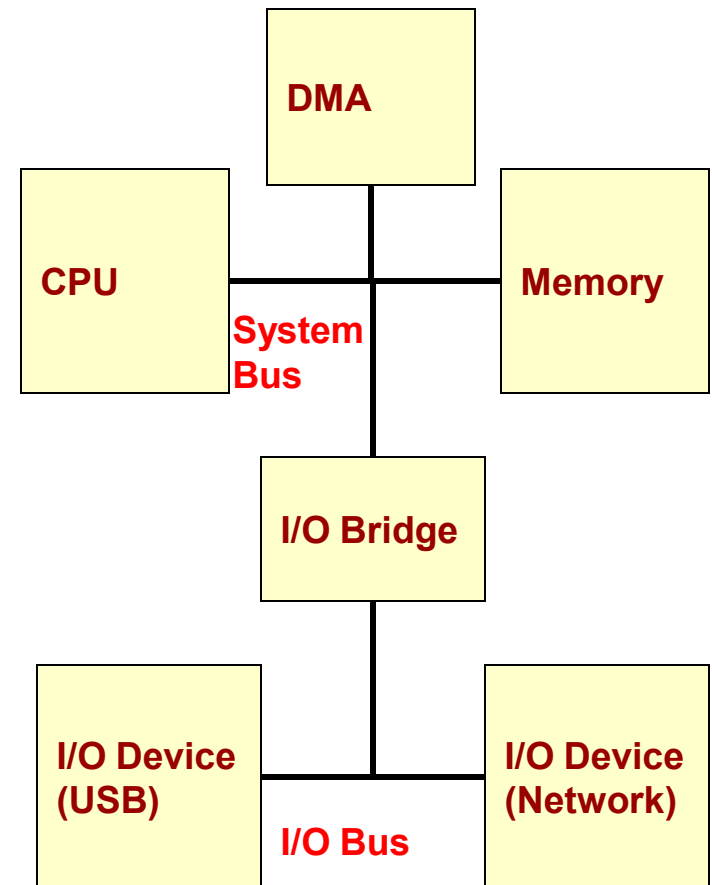 DMA
CPU
Memory
System
Bus
I/O Bridge
I/O Device
(USB)
I/O Device
(Network)
I/O Bus